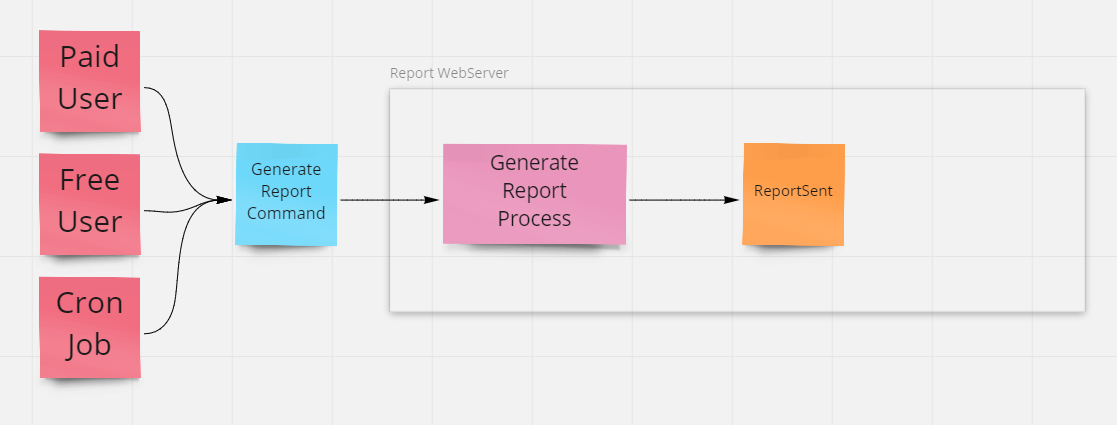 Paid
User
Free
User
Cron
Job
Generate
Report
Command
Report WebServer
Generate
Report
Process
ReportSent